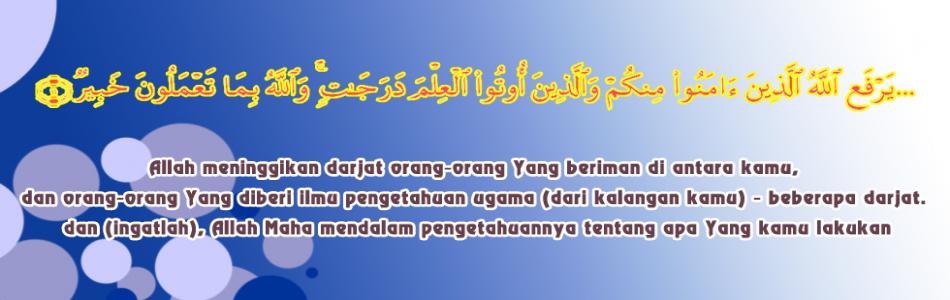 ...يَرْفَعِ ٱللَّهُ ٱلَّذِينَ ءَامَنُوا۟ مِنكُمْ وَٱلَّذِينَ أُوتُوا۟ ٱلْعِلْمَ دَرَجَـٰتٍۢ ۚ وَٱللَّهُ بِمَا تَعْمَلُونَ خَبِيرٌۭ
Allah meninggikan darjat orang-orang Yang beriman di antara kamu,
dan orang-orang Yang diberi ilmu pengetahuan ugama (dari kalangan kamu) - beberapa darjat.
dan (ingatlah), Allah Maha mendalam pengetahuannya tentang apa Yang kamu lakukan